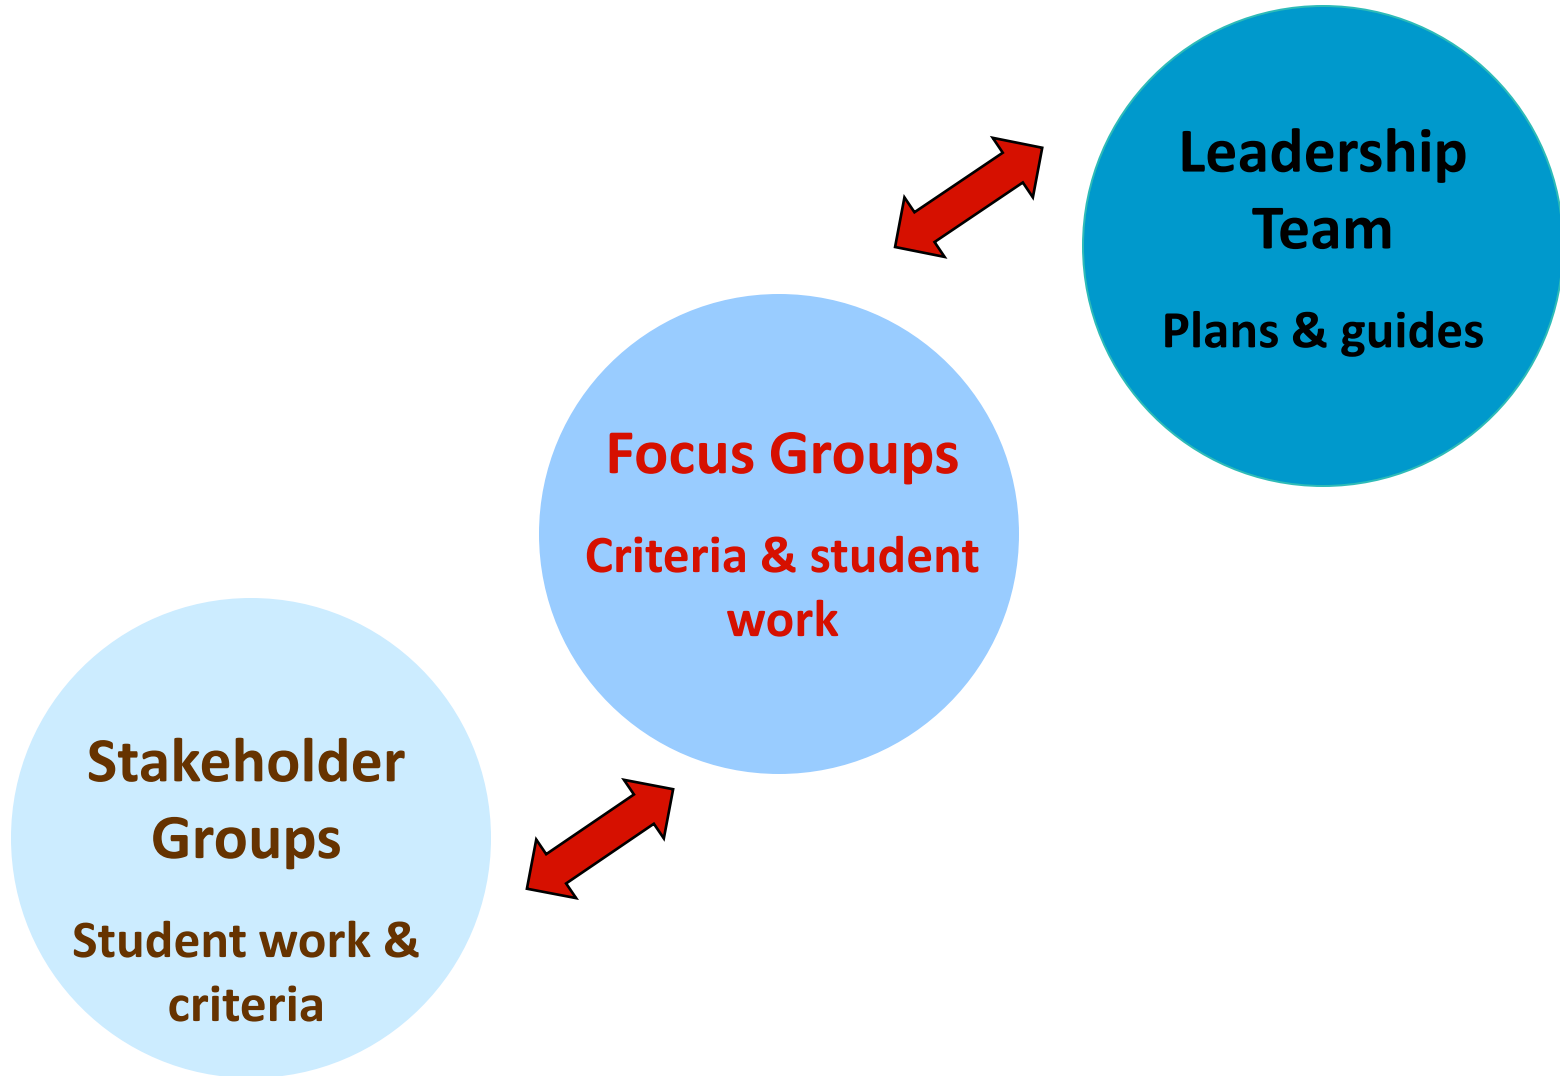 Leadership
Team
Plans & guides
Focus Groups
Criteria & student
work
Stakeholder
Groups
Student work &
criteria